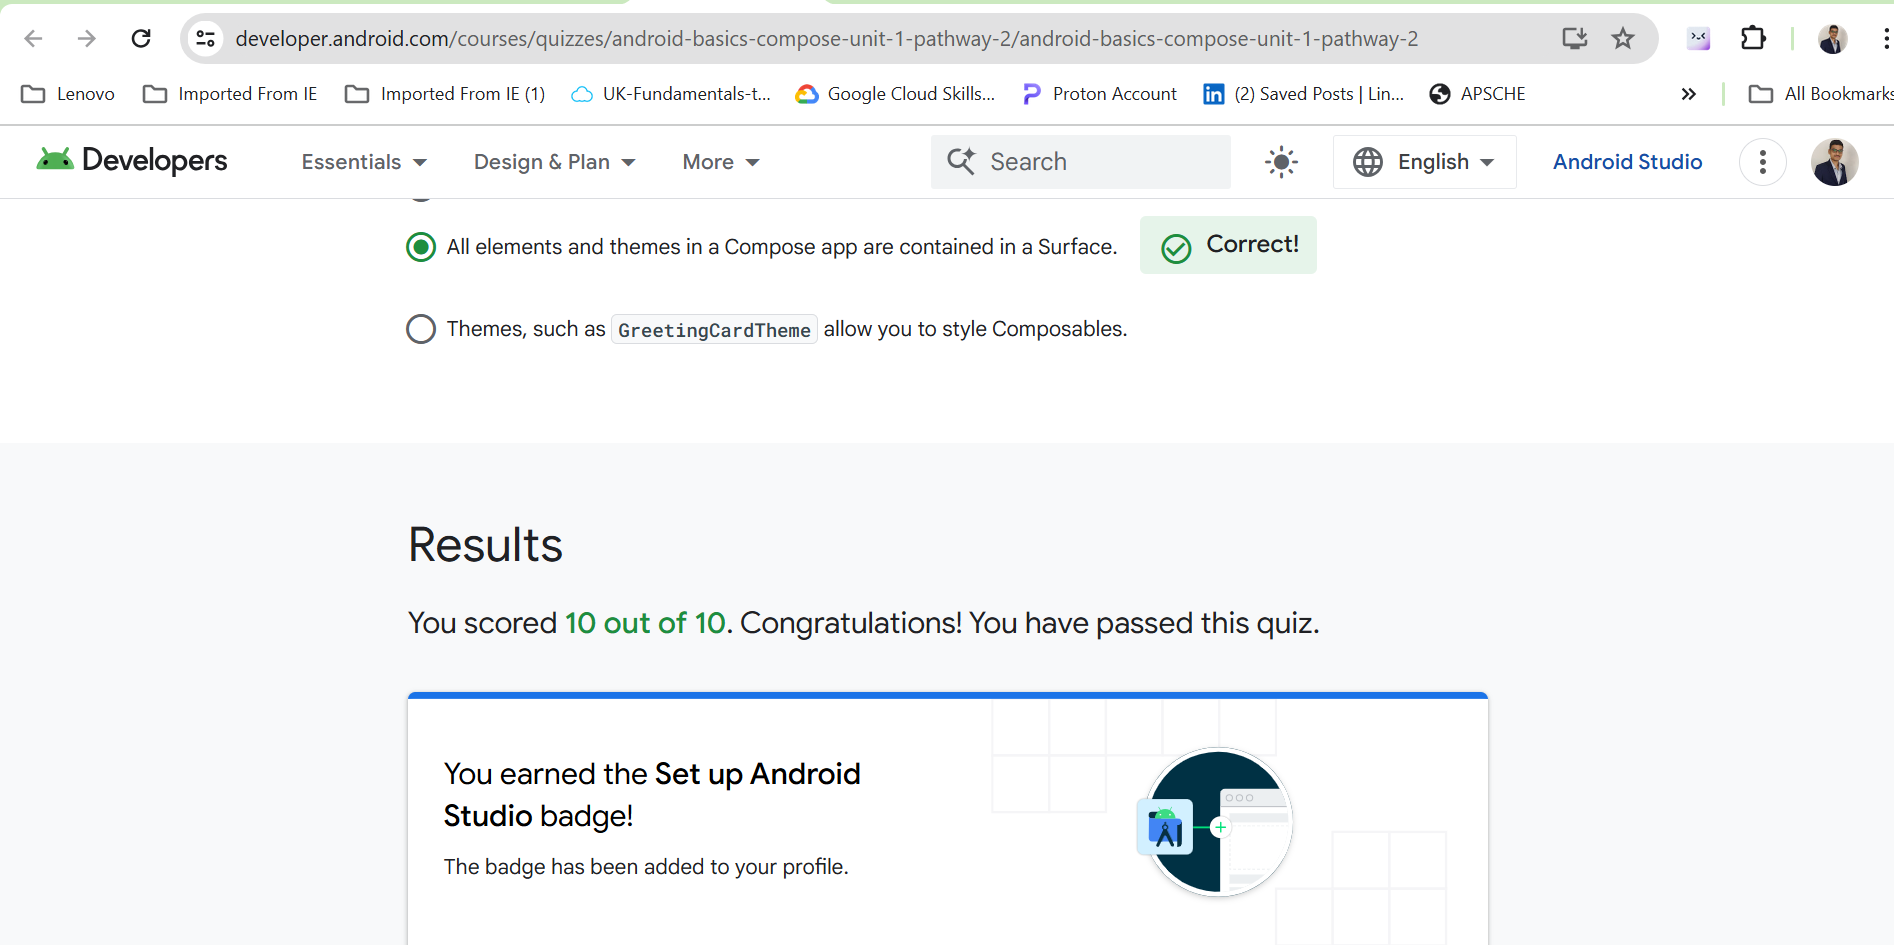 developer.android.com/courses/quizzes/android-basics-compose-unit-1-pathway-2/android-basics-compose-unit-1-pathway-2
Lenovo Imported From IE Imported From IE (1) UK-Fundamentals-t... Google Cloud Skills... Proton Account (2) Saved Posts | Lin... APSCHE » All Bookmarks
Developers Essentials Design & Plan More Search English Android Studio
All elements and themes in a Compose app are contained in a Surface. Correct!
Themes, such as GreetingCardTheme allow you to style Composables.
Results
You scored 10 out of 10. Congratulations! You have passed this quiz.
You earned the Set up Android
Studio badge!
The badge has been added to your profile.